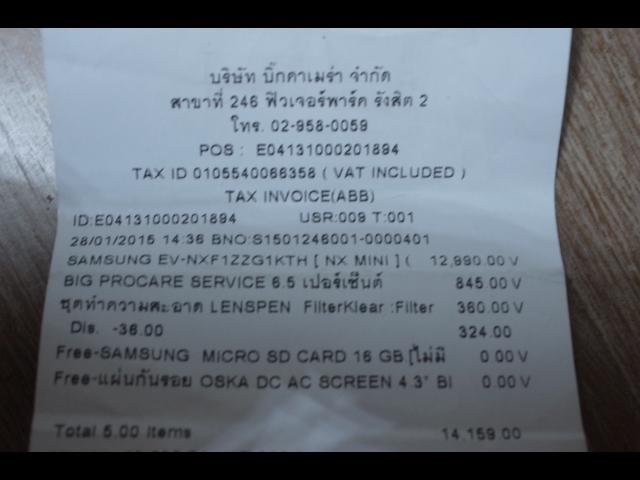 บริษัท บิ๊กคาเมร่า จำกัด
สาขาที่ 246 ฟิวเจอร์พาร์ค รังสิต 2
โทร. 02-958-0059
POS : E04131000201894
TAX ID 0105540066358 ( VAT INCLUDED )
TAX INVOICE(ABB)
ID:E04131000201894 USR:009 T:001
28/01/2015 14:36 BNO:S1501246001-0000401
SAMSUNG EV-NXF1ZZG1KTH [ NX MINI ] ( 12,990.00 V
BIG PROCARE SERVICE 6.5 เปอร์เซ็นต์ 845.00 V
ชุดทำความสะอาด LENSPEN FilterKlear :Filter 360.00 V
Dis. -36.00 324.00
Free-SAMSUNG MICRO SD CARD 16 GB [ไม่มี 0.00 V
Free-แผ่นกันรอย OSKA DC AC SCREEN 4.3" BI 0.00 V
Total 5.00 Items 14,159.00